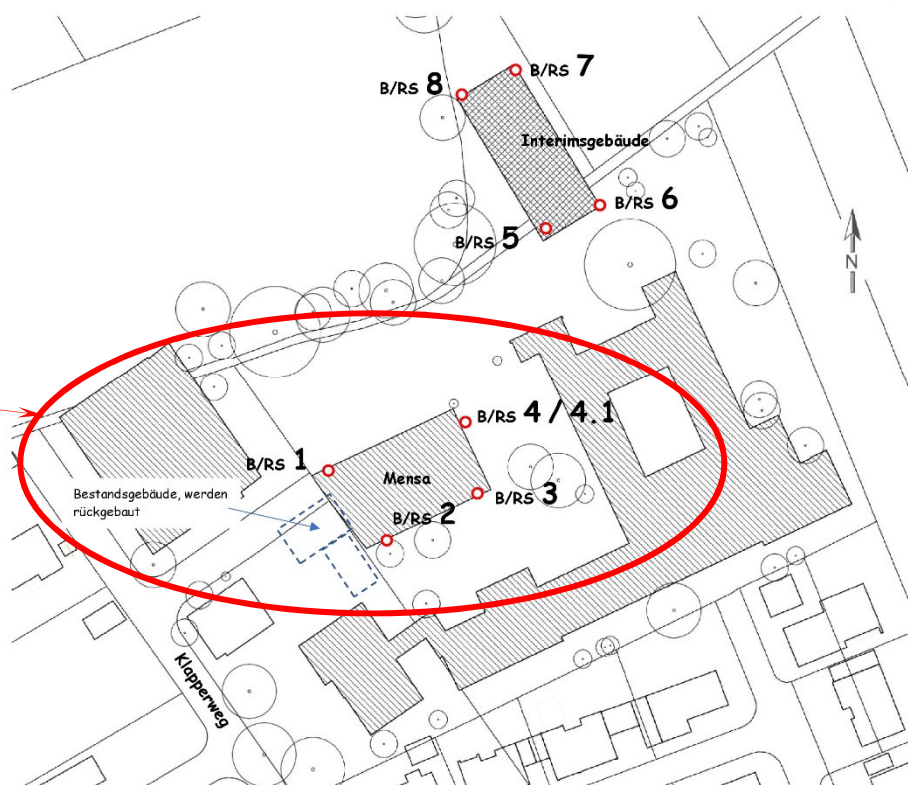 B/RS 7
B/RS 8
Interimsgebäude
B/RS 6
B/RS 5
N
B/RS 4 / 4.1
B/RS 1
Mensa
B/RS 3
Bestandsgebäude, werden
rückgebaut
B/RS 2
Klapperweg